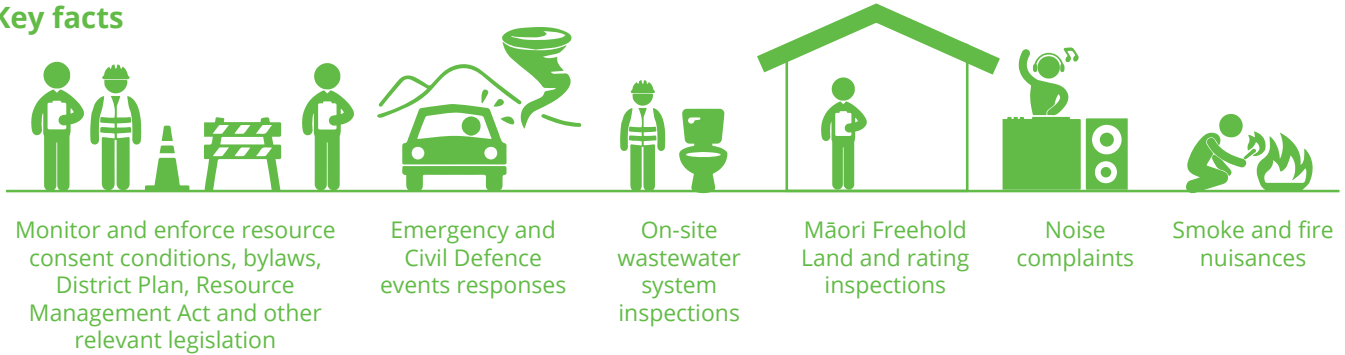 Key facts
Monitor and enforce resource
consent conditions, bylaws,
District Plan, Resource
Management Act and other
relevant legislation
Emergency and
Civil Defence
events responses
On-site
wastewater
system
inspections
Māori Freehold
Land and rating
inspections
Noise
complaints
Smoke and fire
nuisances